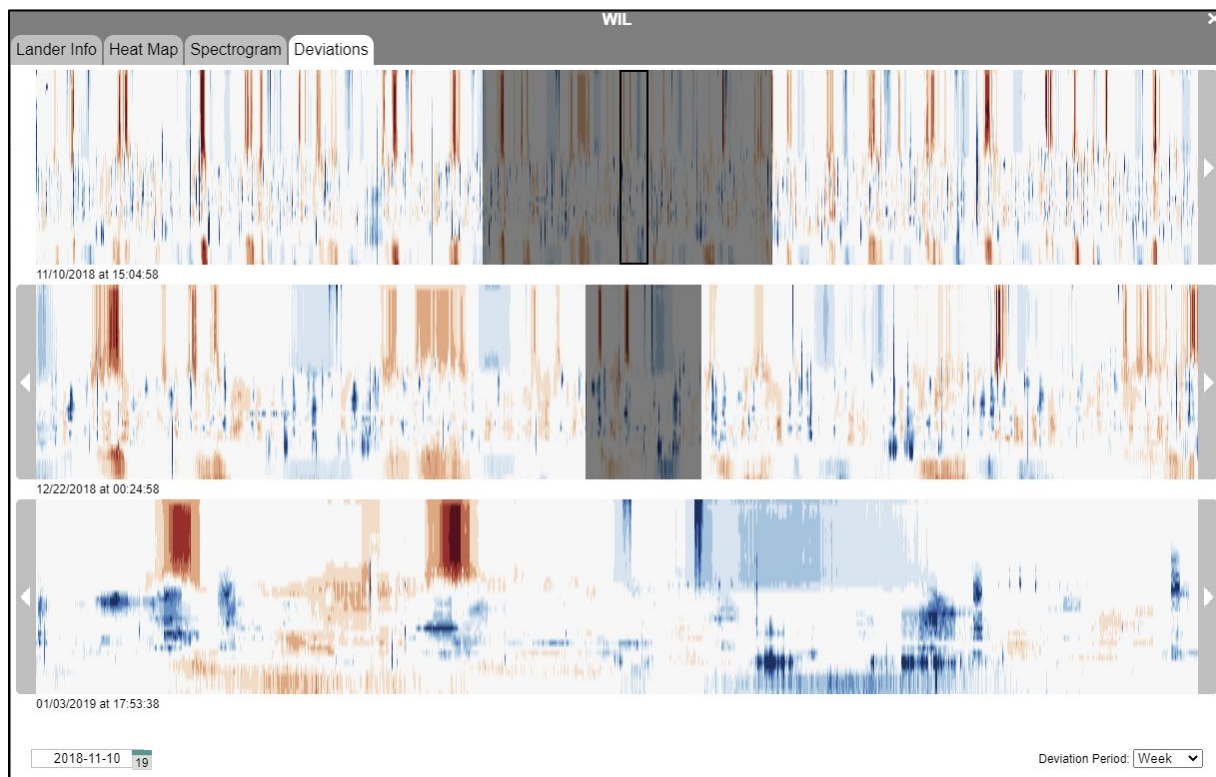 WIL
×
Lander Info Heat Map Spectrogram Deviations
11/10/2018 at 15:04:58
12/22/2018 at 00:24:58
01/03/2019 at 17:53:38
2018-11-10 19
Deviation Period: Week